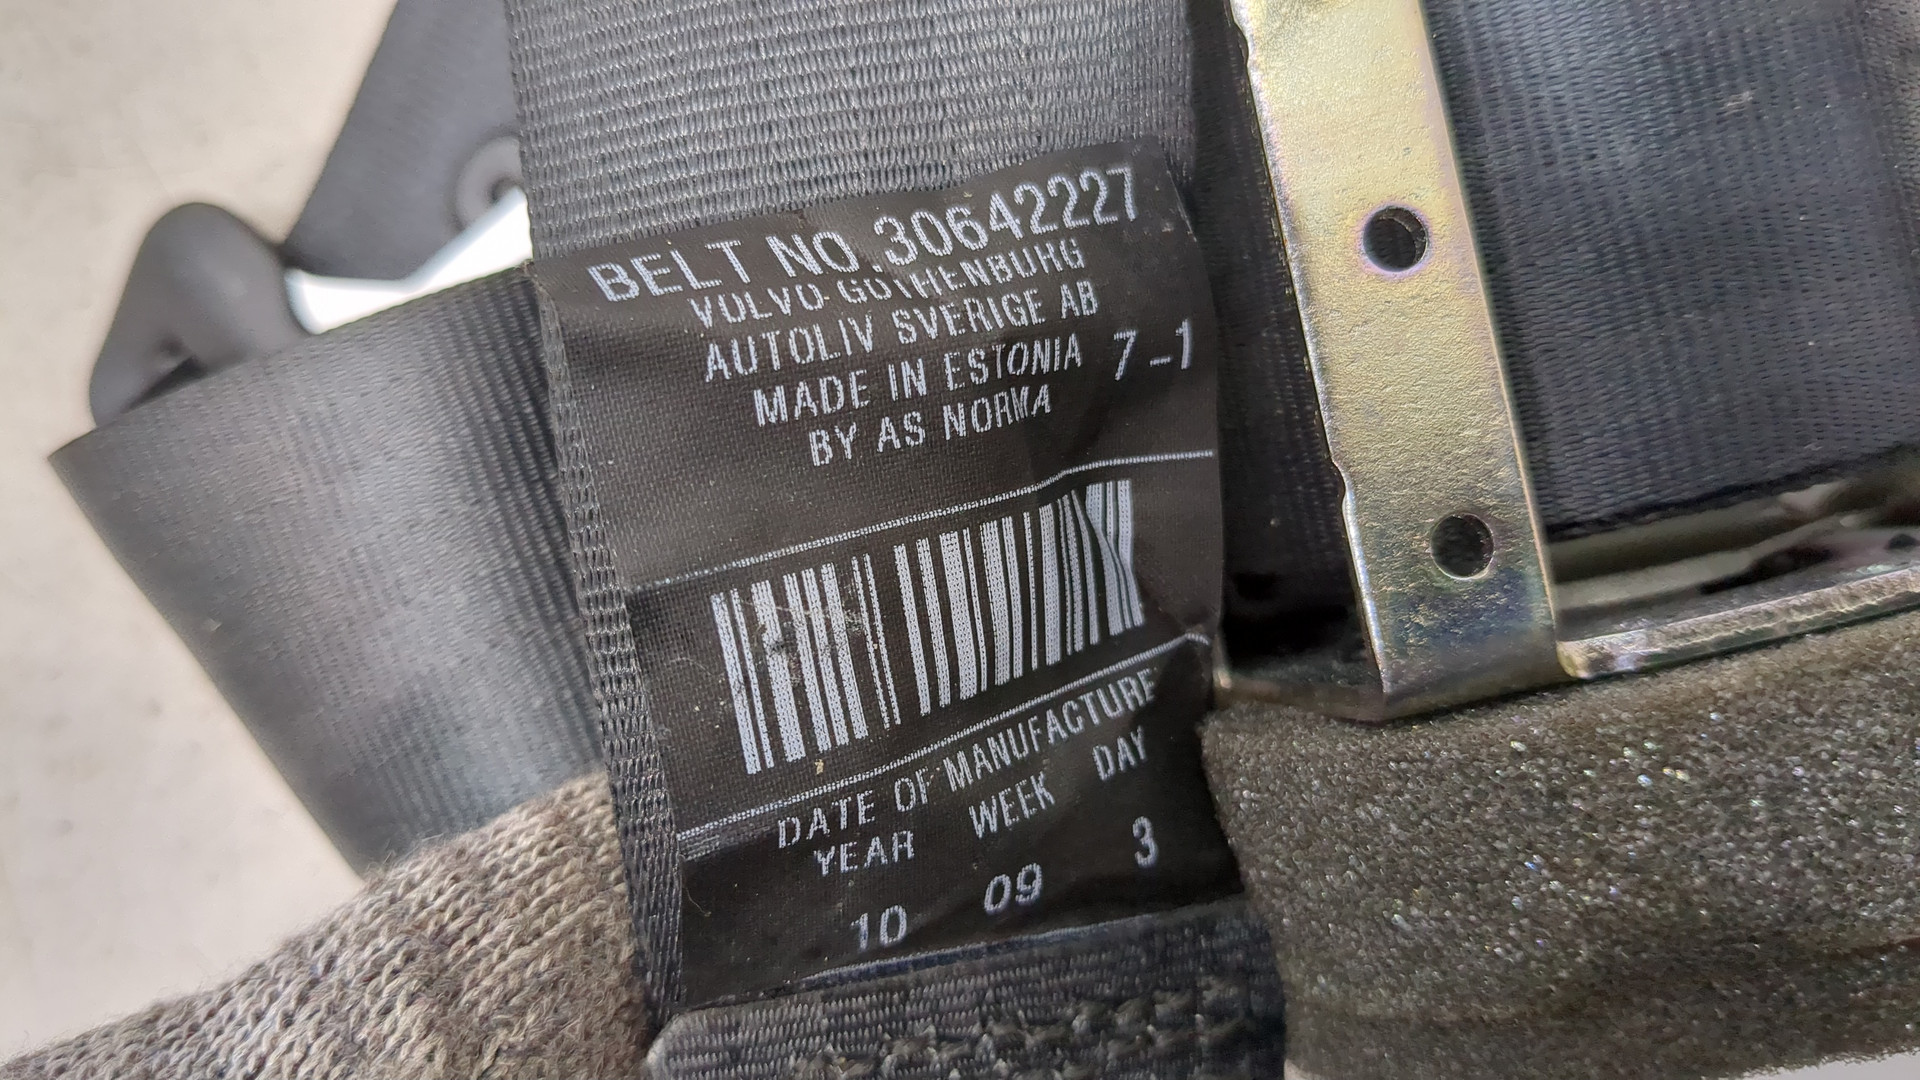 BELT NO.30642227
VOLVO-GOTHENBURG
AUTOLIV SVERIGE AB
MADE IN ESTONIA 7-1
BY AS NORMA
DATE OF MANUFACTURE
YEAR WEEK DAY
10 09 3